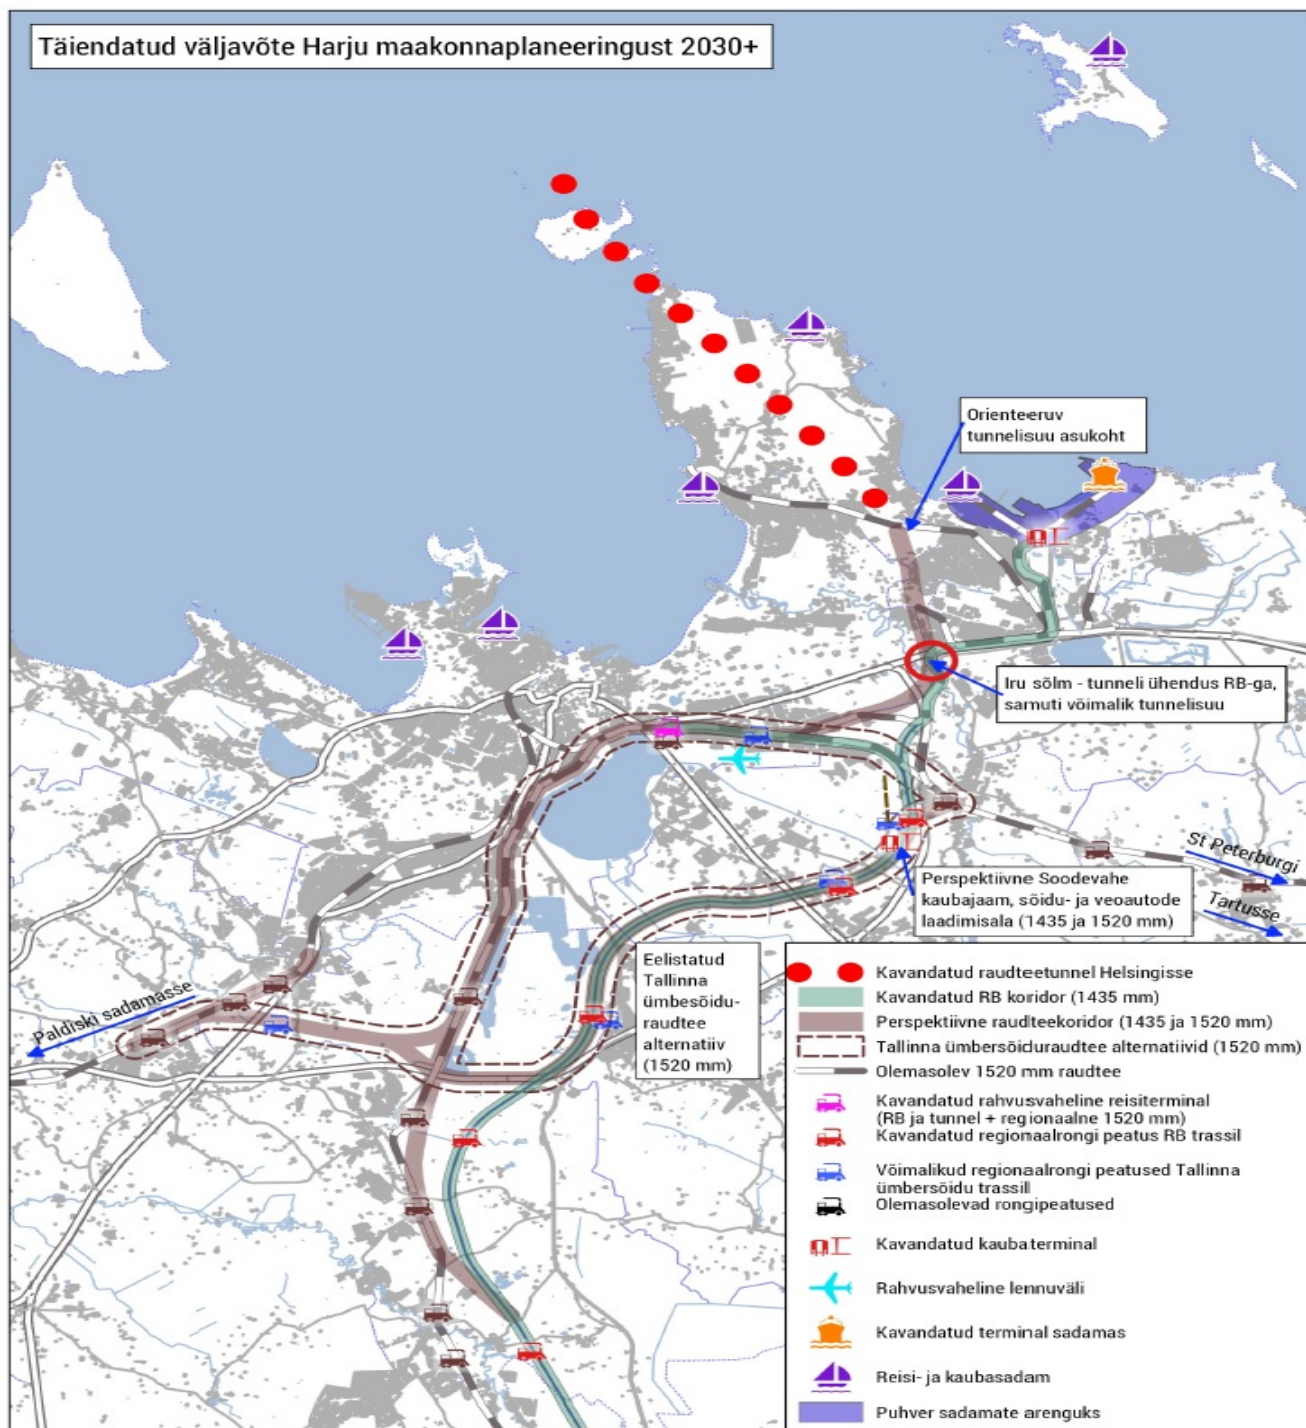 Täiendatud väljavõte Harju maakonnaplaneeringust 2030+
Orienteeruv
tunnelisuu asukoht
Iru sõlm - tunneli ühendus RB-ga,
samuti võimalik tunnelisuu
St Peterburgi
Tartusse
Perspektiivne Soodevahe
kaubajaam, sõidu- ja veoautode
laadimisala (1435 ja 1520 mm)
Eelistatud
Tallinna
ümbesõidu-
raudtee
alternatiiv
(1520 mm)
Paldiski sadamasse
Kavandatud raudteetunnel Helsingisse
Kavandatud RB koridor (1435 mm)
Perspektiivne raudteekoridor (1435 ja 1520 mm)
Tallinna ümbersõiduraudtee alternatiivid (1520 mm)
Olemasolev 1520 mm raudtee
Kavandatud rahvusvaheline reisiterminal
(RB ja tunnel + regionaalne 1520 mm)
Kavandatud regionaalrongi peatus RB trassil
Võimalikud regionaalrongi peatused Tallinna
ümbersõidu trassill
Olemasolevad rongipeatused
Kavandatud kaubaterminal
Rahvusvaheline lennuväli
Kavandatud terminal sadamas
Reisi- ja kaubasadam
Puhver sadamate arenguks